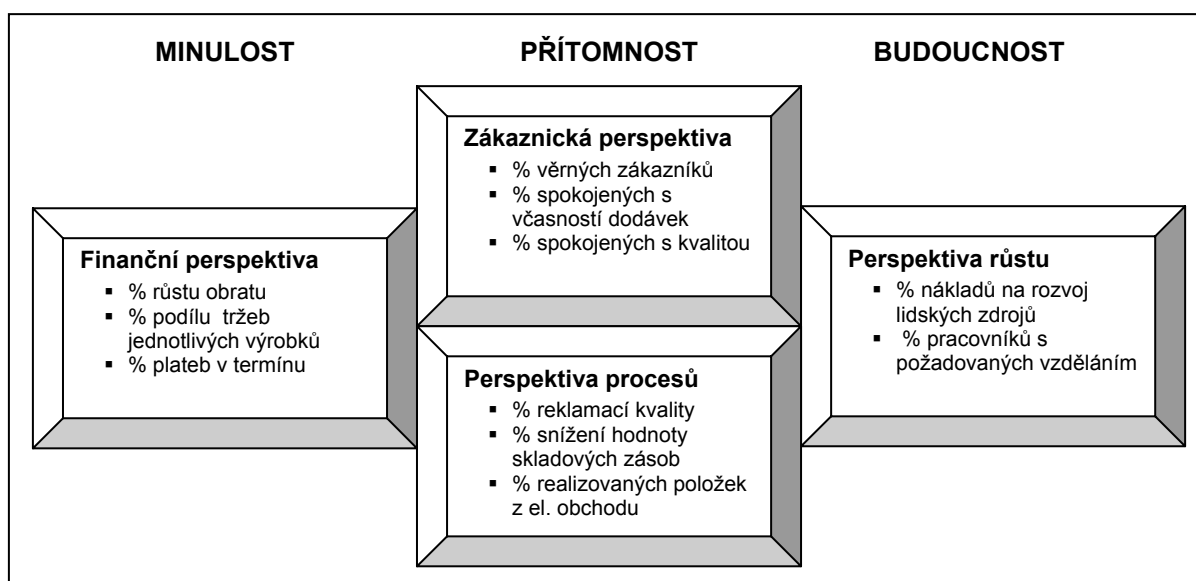 MINULOST
PŘÍTOMNOST
BUDOUCNOST
Zákaznická perspektiva
▪ % věrných zákazníků
▪ % spokojených s
včasností dodávek
▪ % spokojených s kvalitou
Finanční perspektiva
▪ % růstu obratu
▪ % podílu tržeb
jednotlivých výrobků
▪ % plateb v termínu
Perspektiva procesů
▪ % reklamací kvality
▪ % snížení hodnoty
skladových zásob
▪ % realizovaných položek
z el. obchodu
Perspektiva růstu
▪ % nákladů na rozvoj
lidských zdrojů
▪ % pracovníků s
požadovaných vzděláním